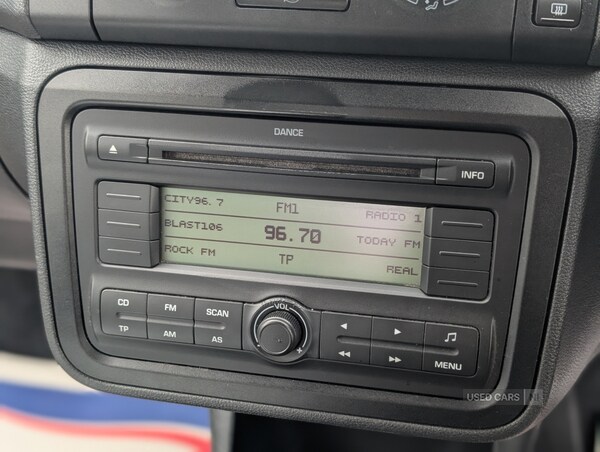 DANCE
INFO
CITY96.7 FM1 RADIO 1
BLAST106 96.70 TODAY FM
ROCK FM TP REAL
CD FM SCAN VOL
TP AM AS MENU
USED CARS NI